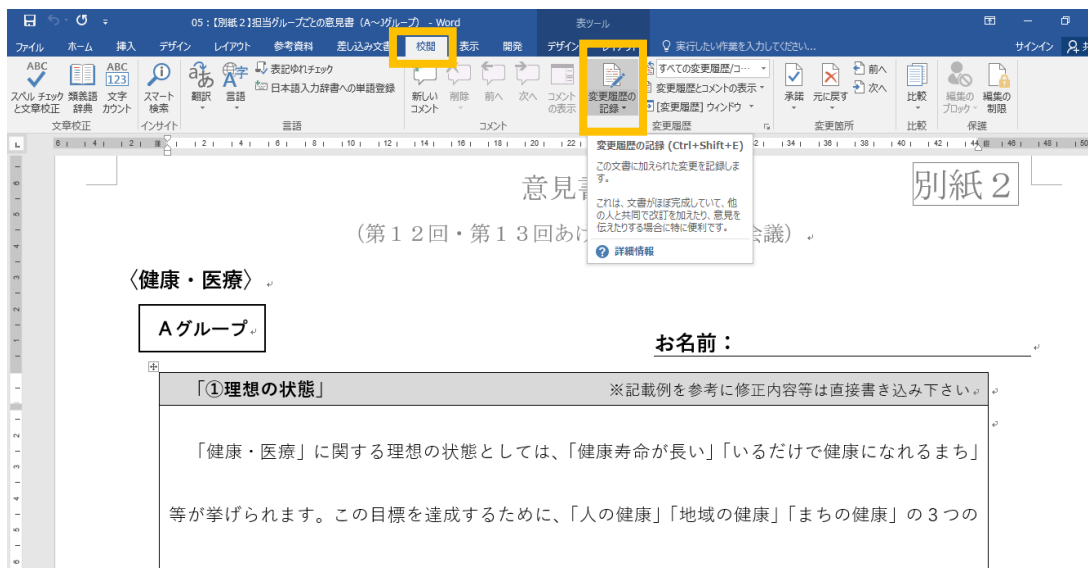 05：【別紙２】担当グループごとの意見書（A～Jグループ） - Word 表ツール
ファイル ホーム 挿入 デザイン レイアウト 参考資料 差し込み文書 校閲 表示 開発 デザイン レイアウト 実行したい作業を入力してください... サインイン
ABC ABC 123
スペル チェックと文章校正 類義語辞典 文字カウント スマート検索 翻訳 言語 表記ゆれチェック 新しいコメント 削除 前へ 次へ コメントの表示 変更履歴の記録 すべての変更履歴/コ… 承諾 元に戻す 前へ 比較 編集のブロック 編集の制限
日本語入力辞書への単語登録 変更履歴とコメントの表示 次へ
[変更履歴] ウィンドウ
文章校正 インサイト 言語 コメント 変更履歴 変更箇所 比較 保護
変更履歴の記録 (Ctrl+Shift+E)
この文書に加えられた変更を記録しま
す。
これは、文書がほぼ完成していて、他
の人と共同で改訂を加えたり、意見を
伝えたりする場合に特に便利です。
詳細情報
意見 別紙２
（第１２回・第１３回あけ 会議）
〈健康・医療〉
Ａグループ
お名前：
「①理想の状態」 ※記載例を参考に修正内容等は直接書き込み下さい。
「健康・医療」に関する理想の状態としては、「健康寿命が長い」「いるだけで健康になれるまち」
等が挙げられます。この目標を達成するために、「人の健康」「地域の健康」「まちの健康」の３つの